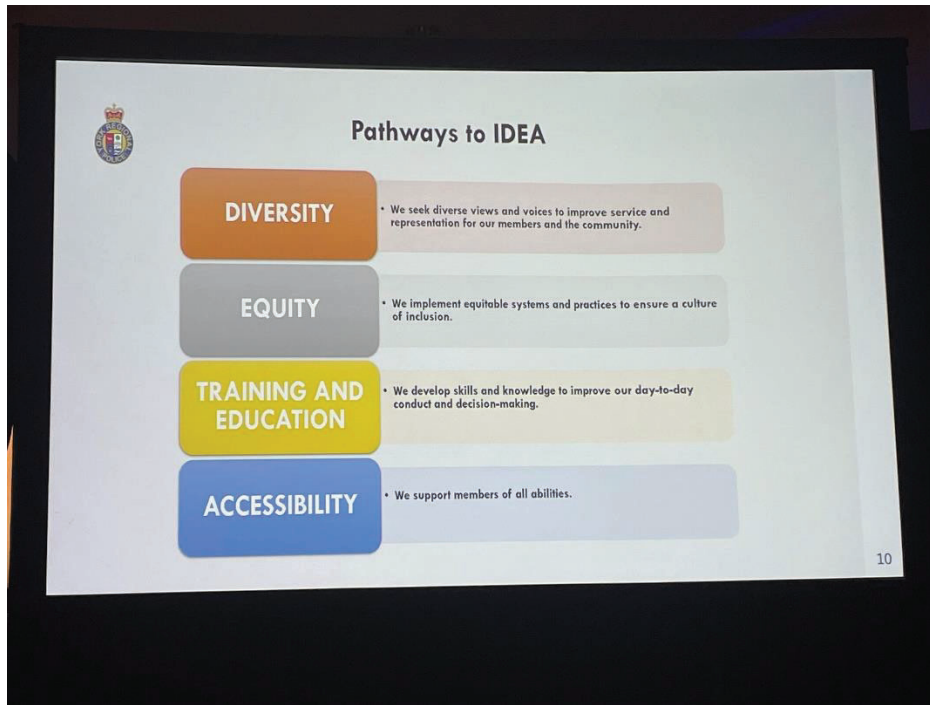 YORK REGIONAL
POLICE
Pathways to IDEA
DIVERSITY
• We seek diverse views and voices to improve service and
representation for our members and the community.
EQUITY
• We implement equitable systems and practices to ensure a culture
of inclusion.
TRAINING AND
EDUCATION
• We develop skills and knowledge to improve our day-to-day
conduct and decision-making.
ACCESSIBILITY
• We support members of all abilities.
10